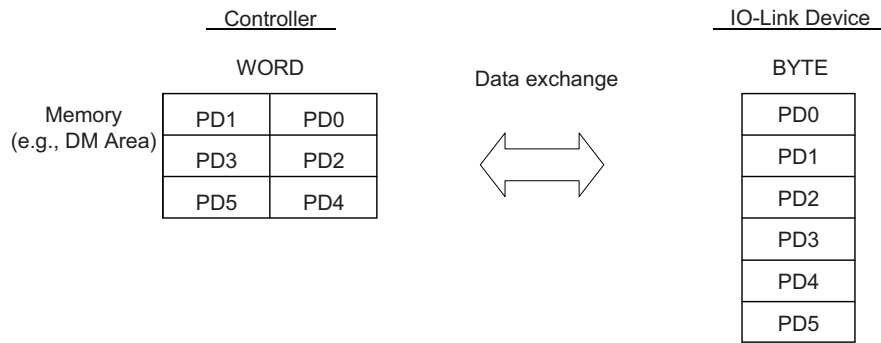 Controller
IO-Link Device
WORD
Data exchange
BYTE
Memory
(e.g., DM Area)
PD1 PD0
PD3 PD2
PD5 PD4
PD0
PD1
PD2
PD3
PD4
PD5